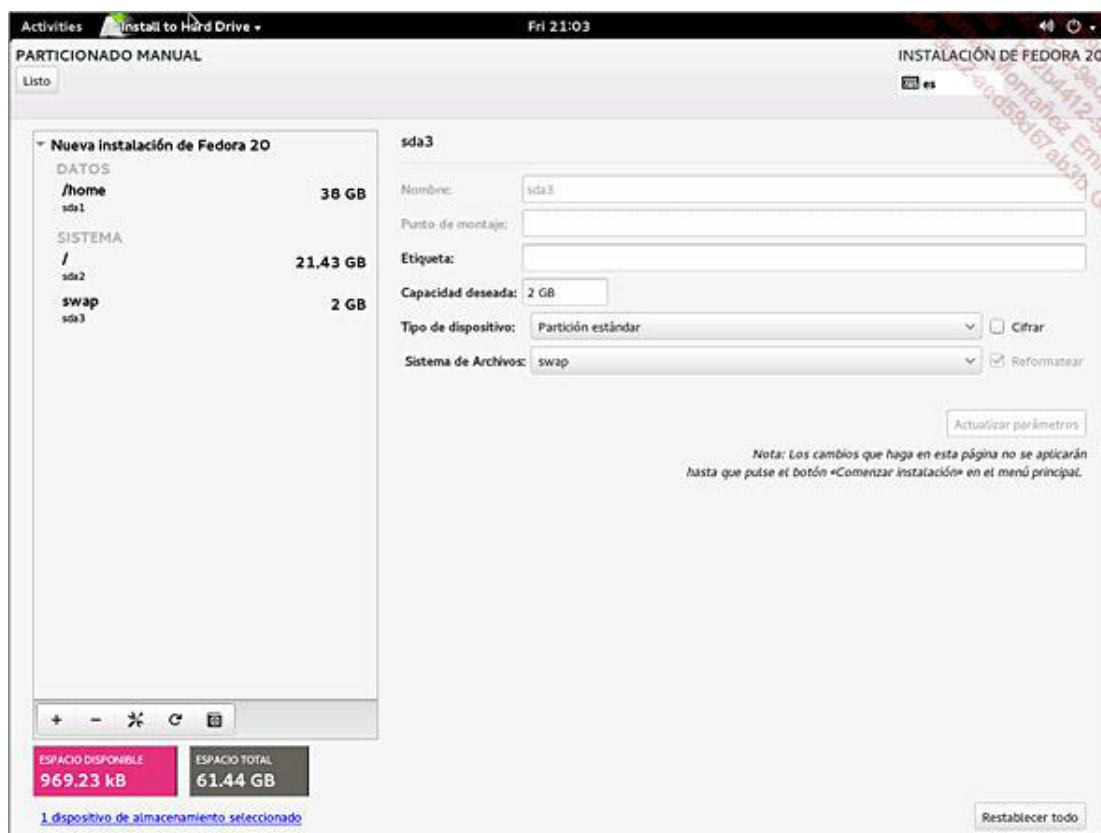 Activities Install to Hard Drive Fri 21:03
PARTICIONADO MANUAL
INSTALACIÓN DE FEDORA 20
Listo
es
Nueva instalación de Fedora 20
DATOS
/home 38 GB
sda1
SISTEMA
/ 21.43 GB
sda2
swap 2 GB
sda3
sda3
Nombre: sda3
Punto de montaje:
Etiqueta:
Capacidad deseada: 2 GB
Tipo de dispositivo: Partición estándar Cifrar
Sistema de Archivos: swap Reformatear
Actualizar parámetros
Nota: Los cambios que haga en esta página no se aplicarán
hasta que pulse el botón «Comenzar instalación» en el menú principal.
+ -
ESPACIO DISPONIBLE
969.23 kB
ESPACIO TOTAL
61.44 GB
1 dispositivo de almacenamiento seleccionado
Restablecer todo